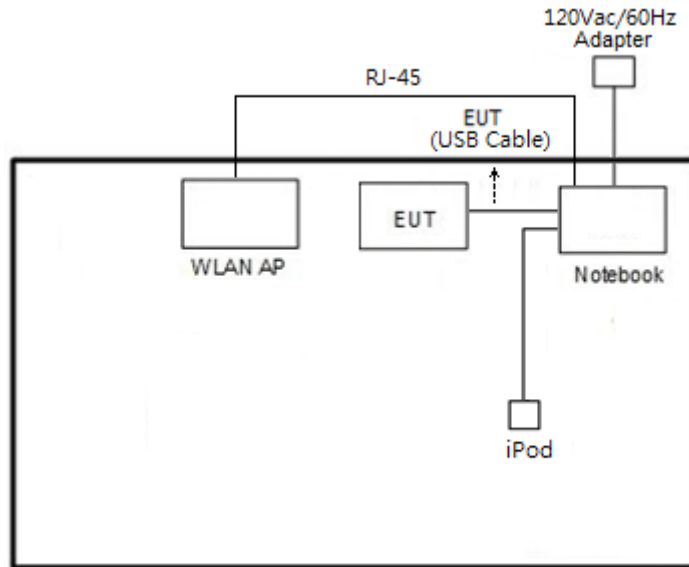 120Vac/60Hz
Adapter
RJ-45
EUT
(USB Cable)
EUT
WLAN AP
Notebook
iPod